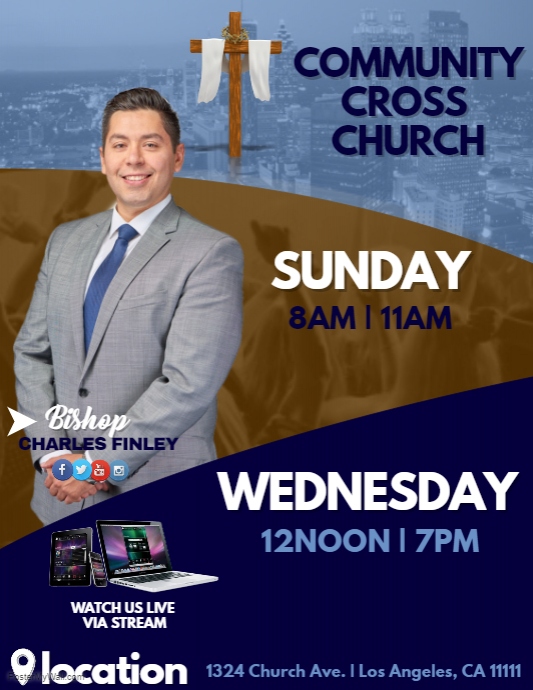 COMMUNITY
CROSS
CHURCH
SUNDAY
8AM | 11AM
Bishop
CHARLES FINLEY
WEDNESDAY
12NOON | 7PM
WATCH US LIVE
VIA STREAM
location
1324 Church Ave. | Los Angeles, CA 11111